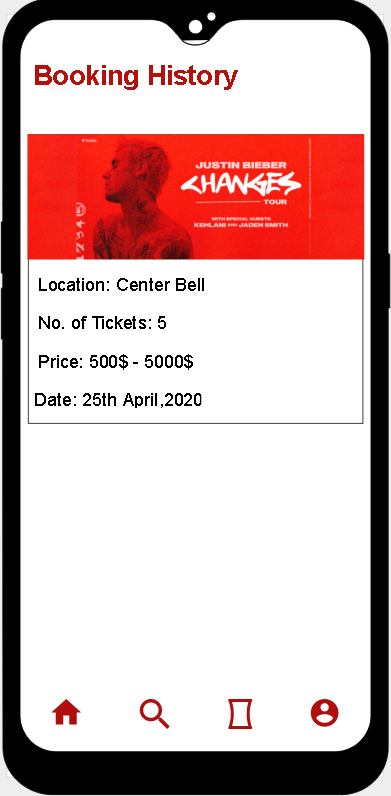 Booking History
JUSTIN BIEBER
CHANGES
TOUR
WITH SPECIAL GUESTS
KEHLANI AND JADEN SMITH
Location: Center Bell
No. of Tickets: 5
Price: 500$ - 5000$
Date: 25th April,2020